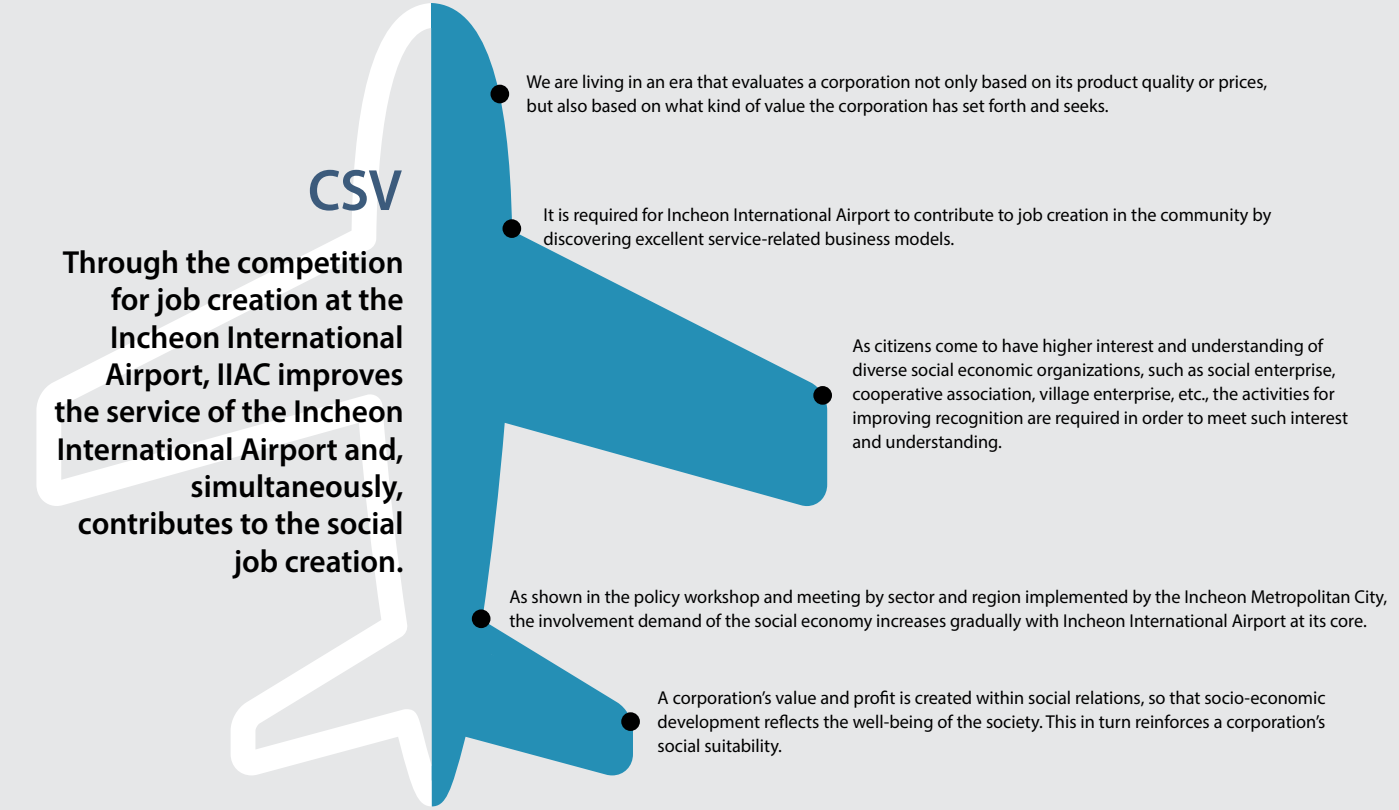 CSV
Through the competition
for job creation at the
Incheon International
Airport, IIAC improves
the service of the Incheon
International Airport and,
simultaneously,
contributes to the social
job creation.
We are living in an era that evaluates a corporation not only based on its product quality or prices,
but also based on what kind of value the corporation has set forth and seeks.
It is required for Incheon International Airport to contribute to job creation in the community by
discovering excellent service-related business models.
As citizens come to have higher interest and understanding of
diverse social economic organizations, such as social enterprise,
cooperative association, village enterprise, etc., the activities for
improving recognition are required in order to meet such interest
and understanding.
As shown in the policy workshop and meeting by sector and region implemented by the Incheon Metropolitan City,
the involvement demand of the social economy increases gradually with Incheon International Airport at its core.
A corporation's value and profit is created within social relations, so that socio-economic
development reflects the well-being of the society. This in turn reinforces a corporation's
social suitability.